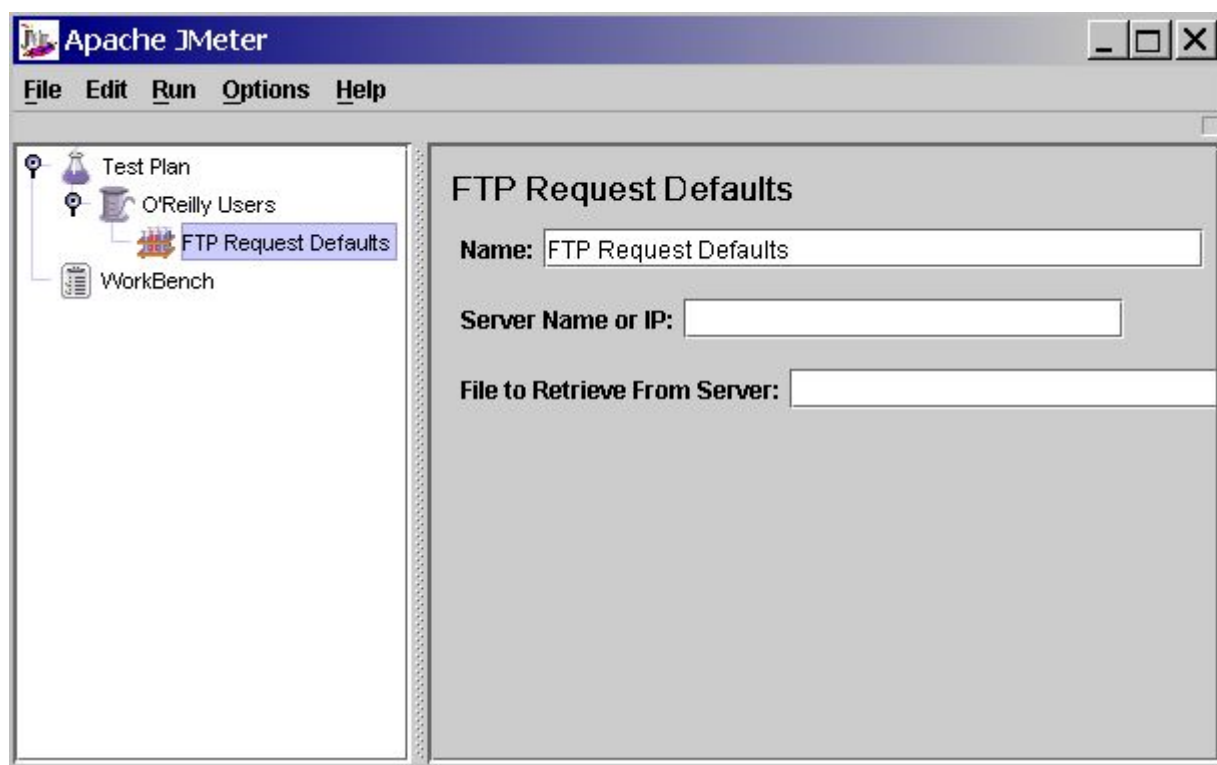 Apache JMeter
File Edit Run Options Help
Test Plan
O'Reilly Users
FTP Request Defaults
WorkBench
FTP Request Defaults
Name: FTP Request Defaults
Server Name or IP:
File to Retrieve From Server: